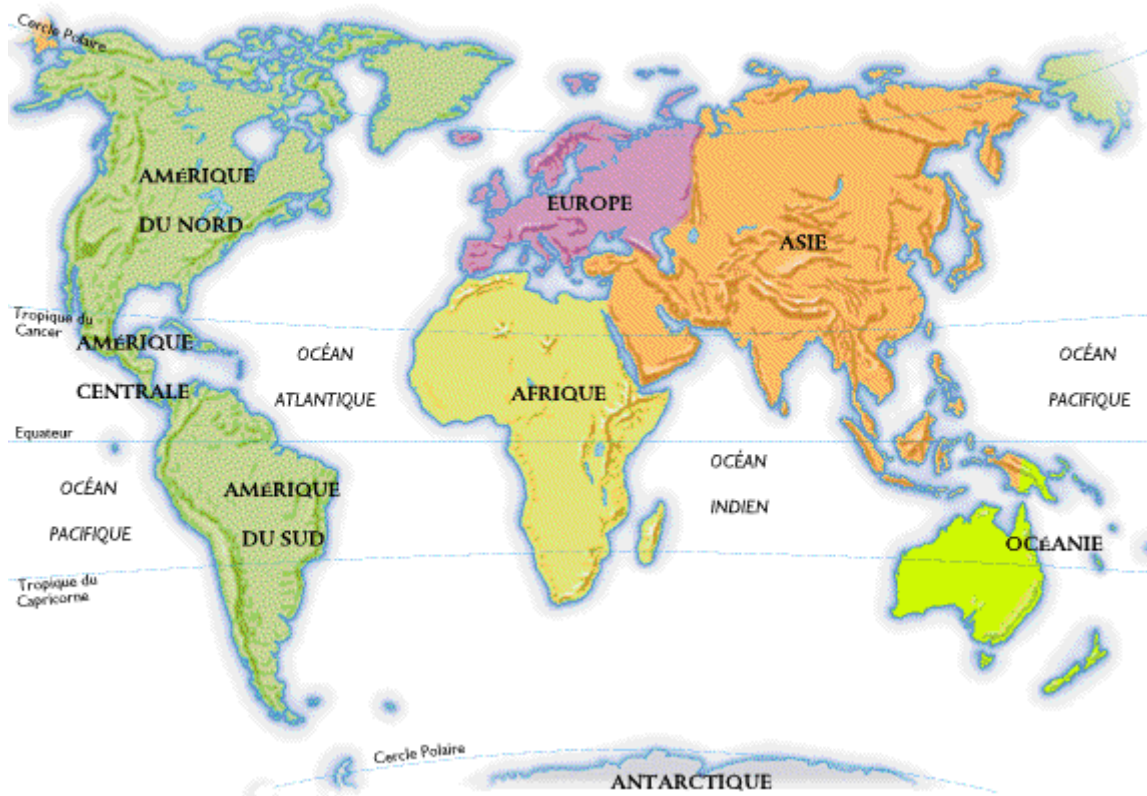 Cercle Polaire
AMÉRIQUE
DU NORD
EUROPE
ASIE
Tropique du
Cancer
AMÉRIQUE
CENTRALE
OCÉAN
ATLANTIQUE
AFRIQUE
OCÉAN
PACIFIQUE
Equateur
OCÉAN
PACIFIQUE
AMÉRIQUE
DU SUD
OCÉAN
INDIEN
OCÉANIE
Tropique du
Capricorne
Cercle Polaire
ANTARCTIQUE